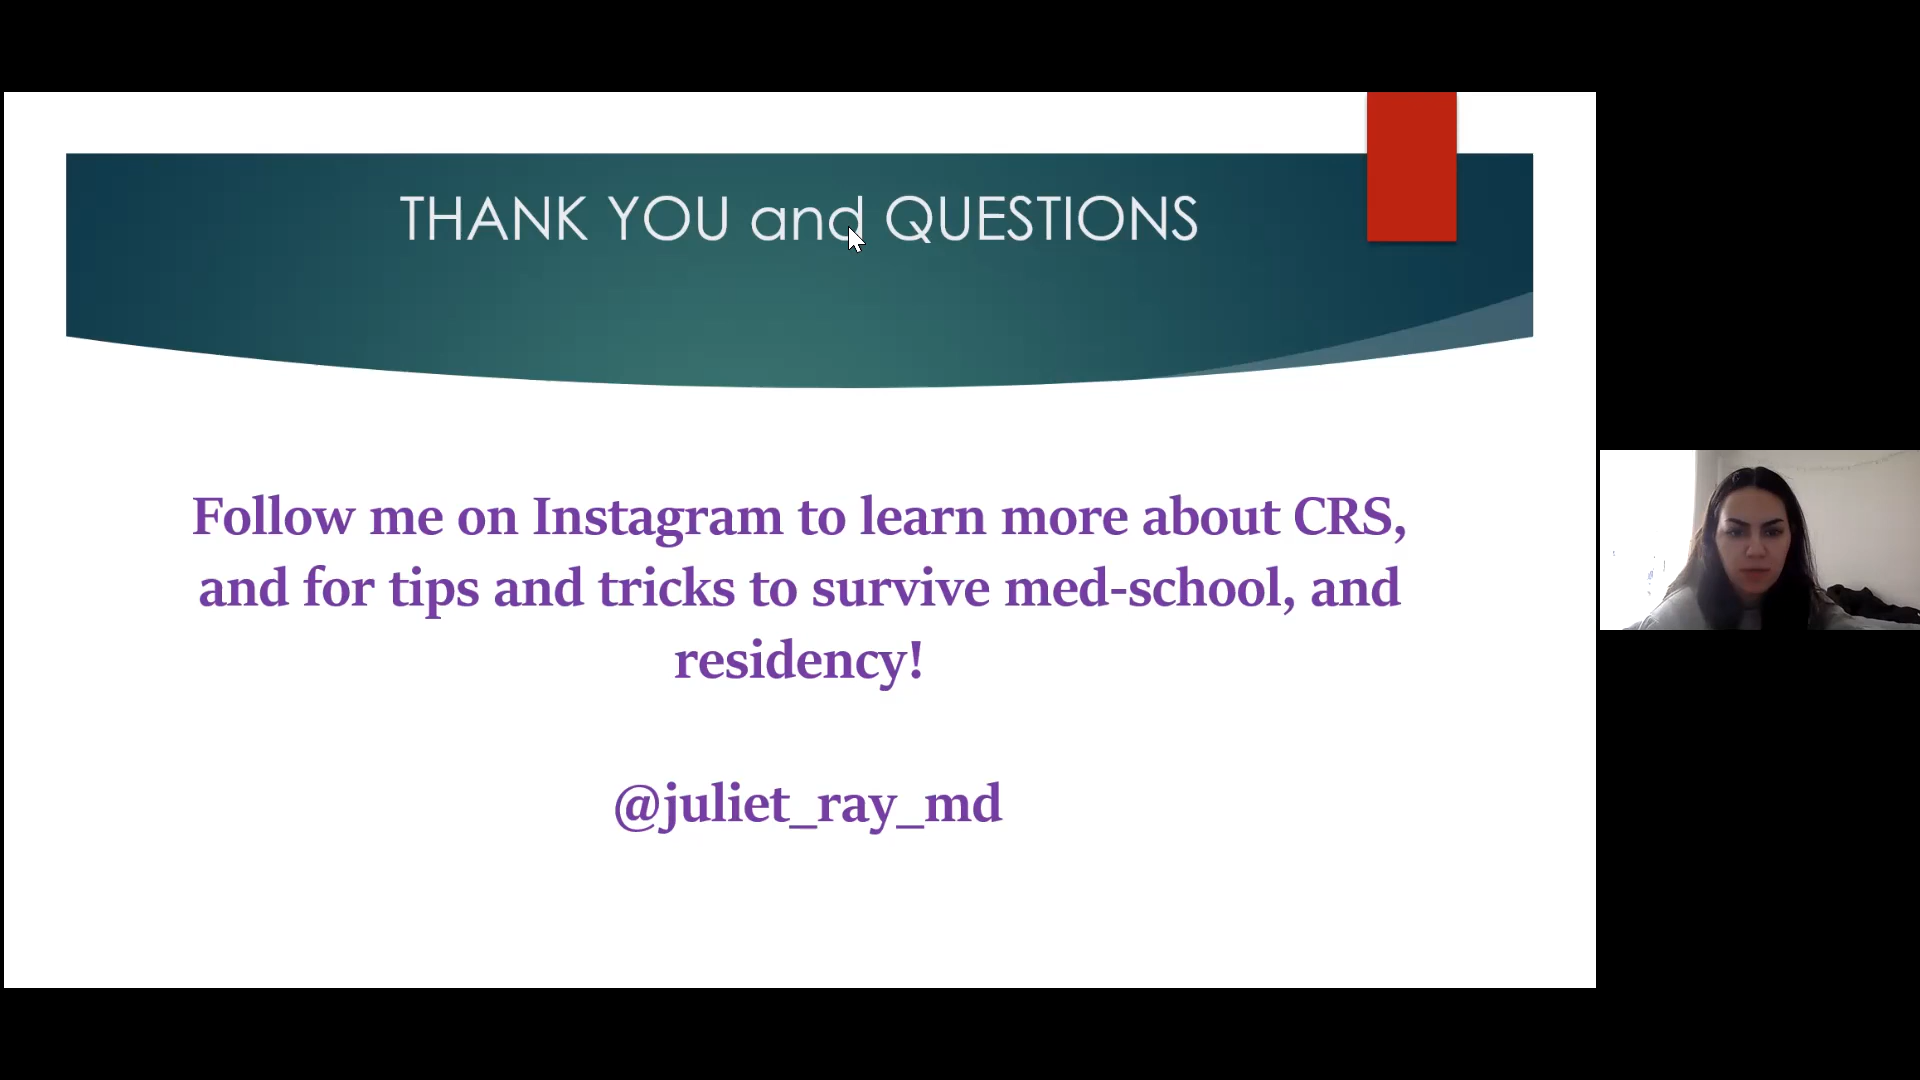 THANK YOU and QUESTIONS
Follow me on Instagram to learn more about CRS,
and for tips and tricks to survive med-school, and
residency!
@juliet_ray_md